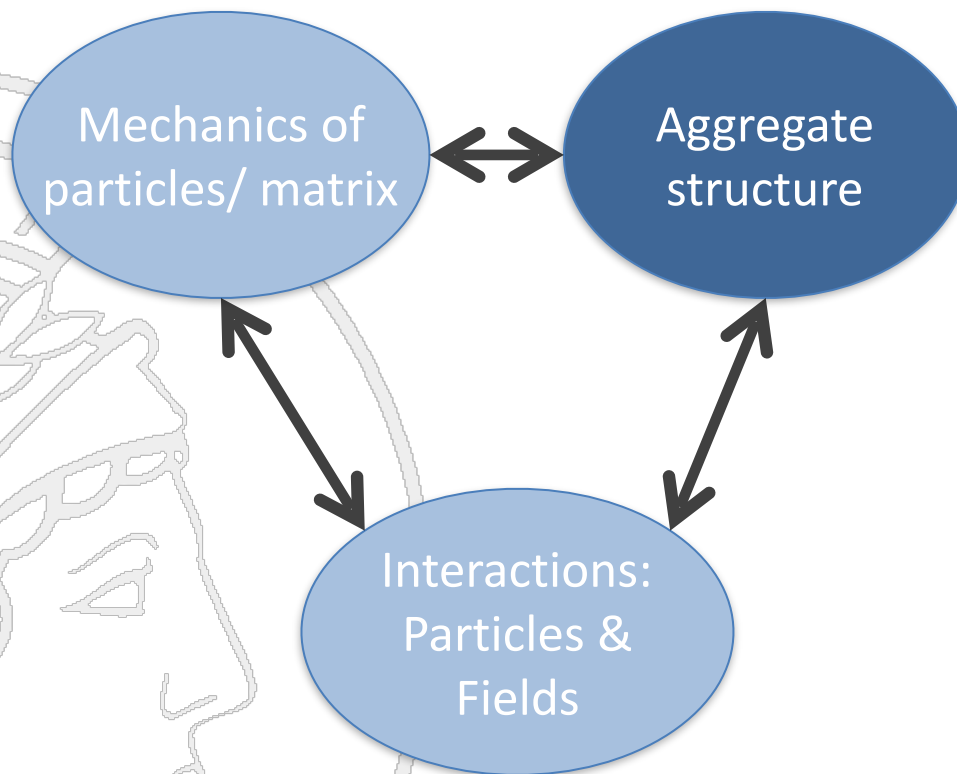 Mechanics of
particles/ matrix
Aggregate
structure
Interactions:
Particles &
Fields